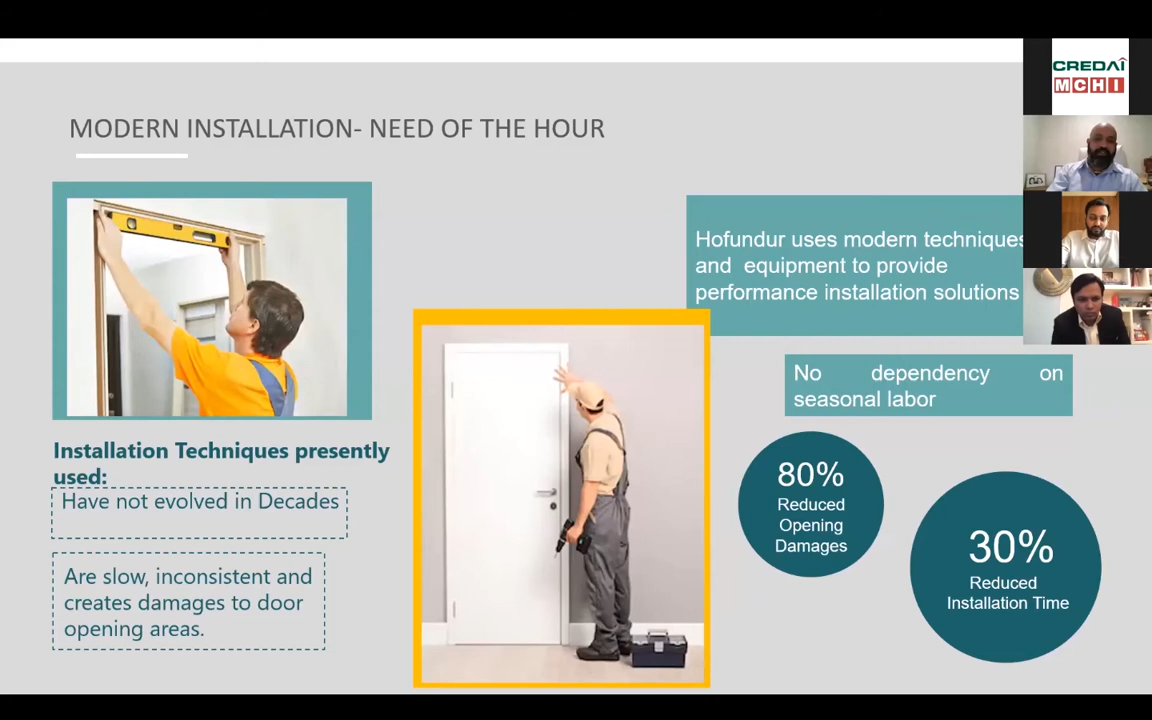 MODERN INSTALLATION- NEED OF THE HOUR
CREDAI
MCHI
Hofundur uses modern techniques
and equipment to provide
performance installation solutions
No dependency on
seasonal labor
Installation Techniques presently
used:
Have not evolved in Decades
Are slow, inconsistent and
creates damages to door
opening areas.
80%
Reduced
Opening
Damages
30%
Reduced
Installation Time